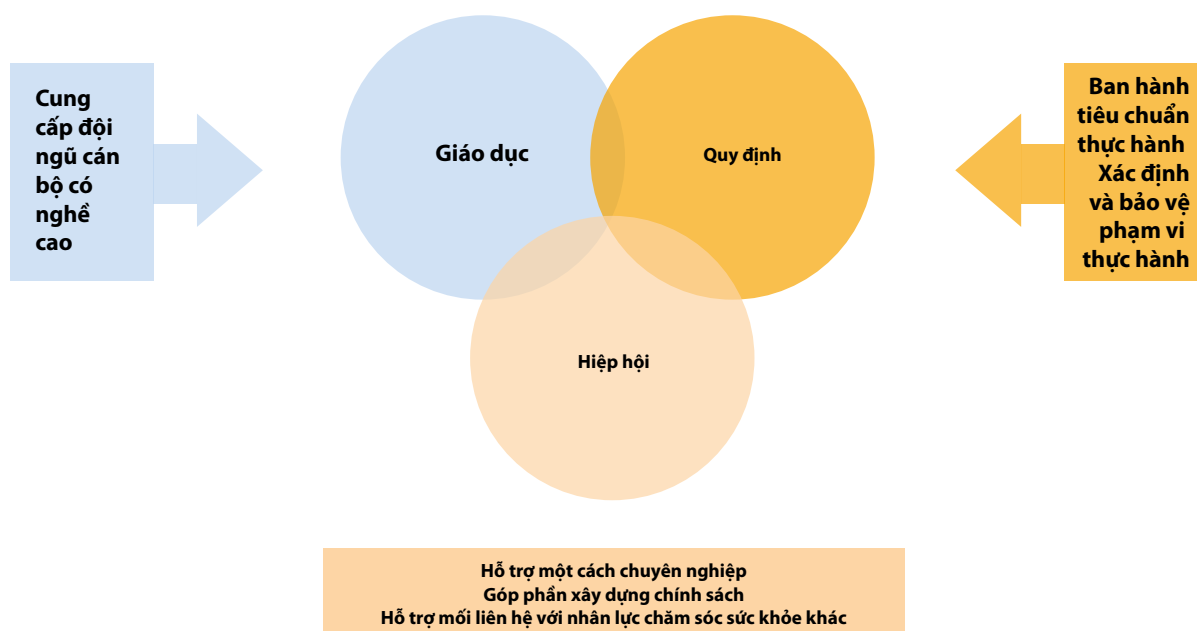 Cung
cấp đội
ngũ cán
bộ có
nghề
cao
Giáo dục
Quy định
Ban hành
tiêu chuẩn
thực hành
Xác định
và bảo vệ
phạm vi
thực hành
Hiệp hội
Hỗ trợ một cách chuyên nghiệp
Góp phần xây dựng chính sách
Hỗ trợ mối liên hệ với nhân lực chăm sóc sức khỏe khác